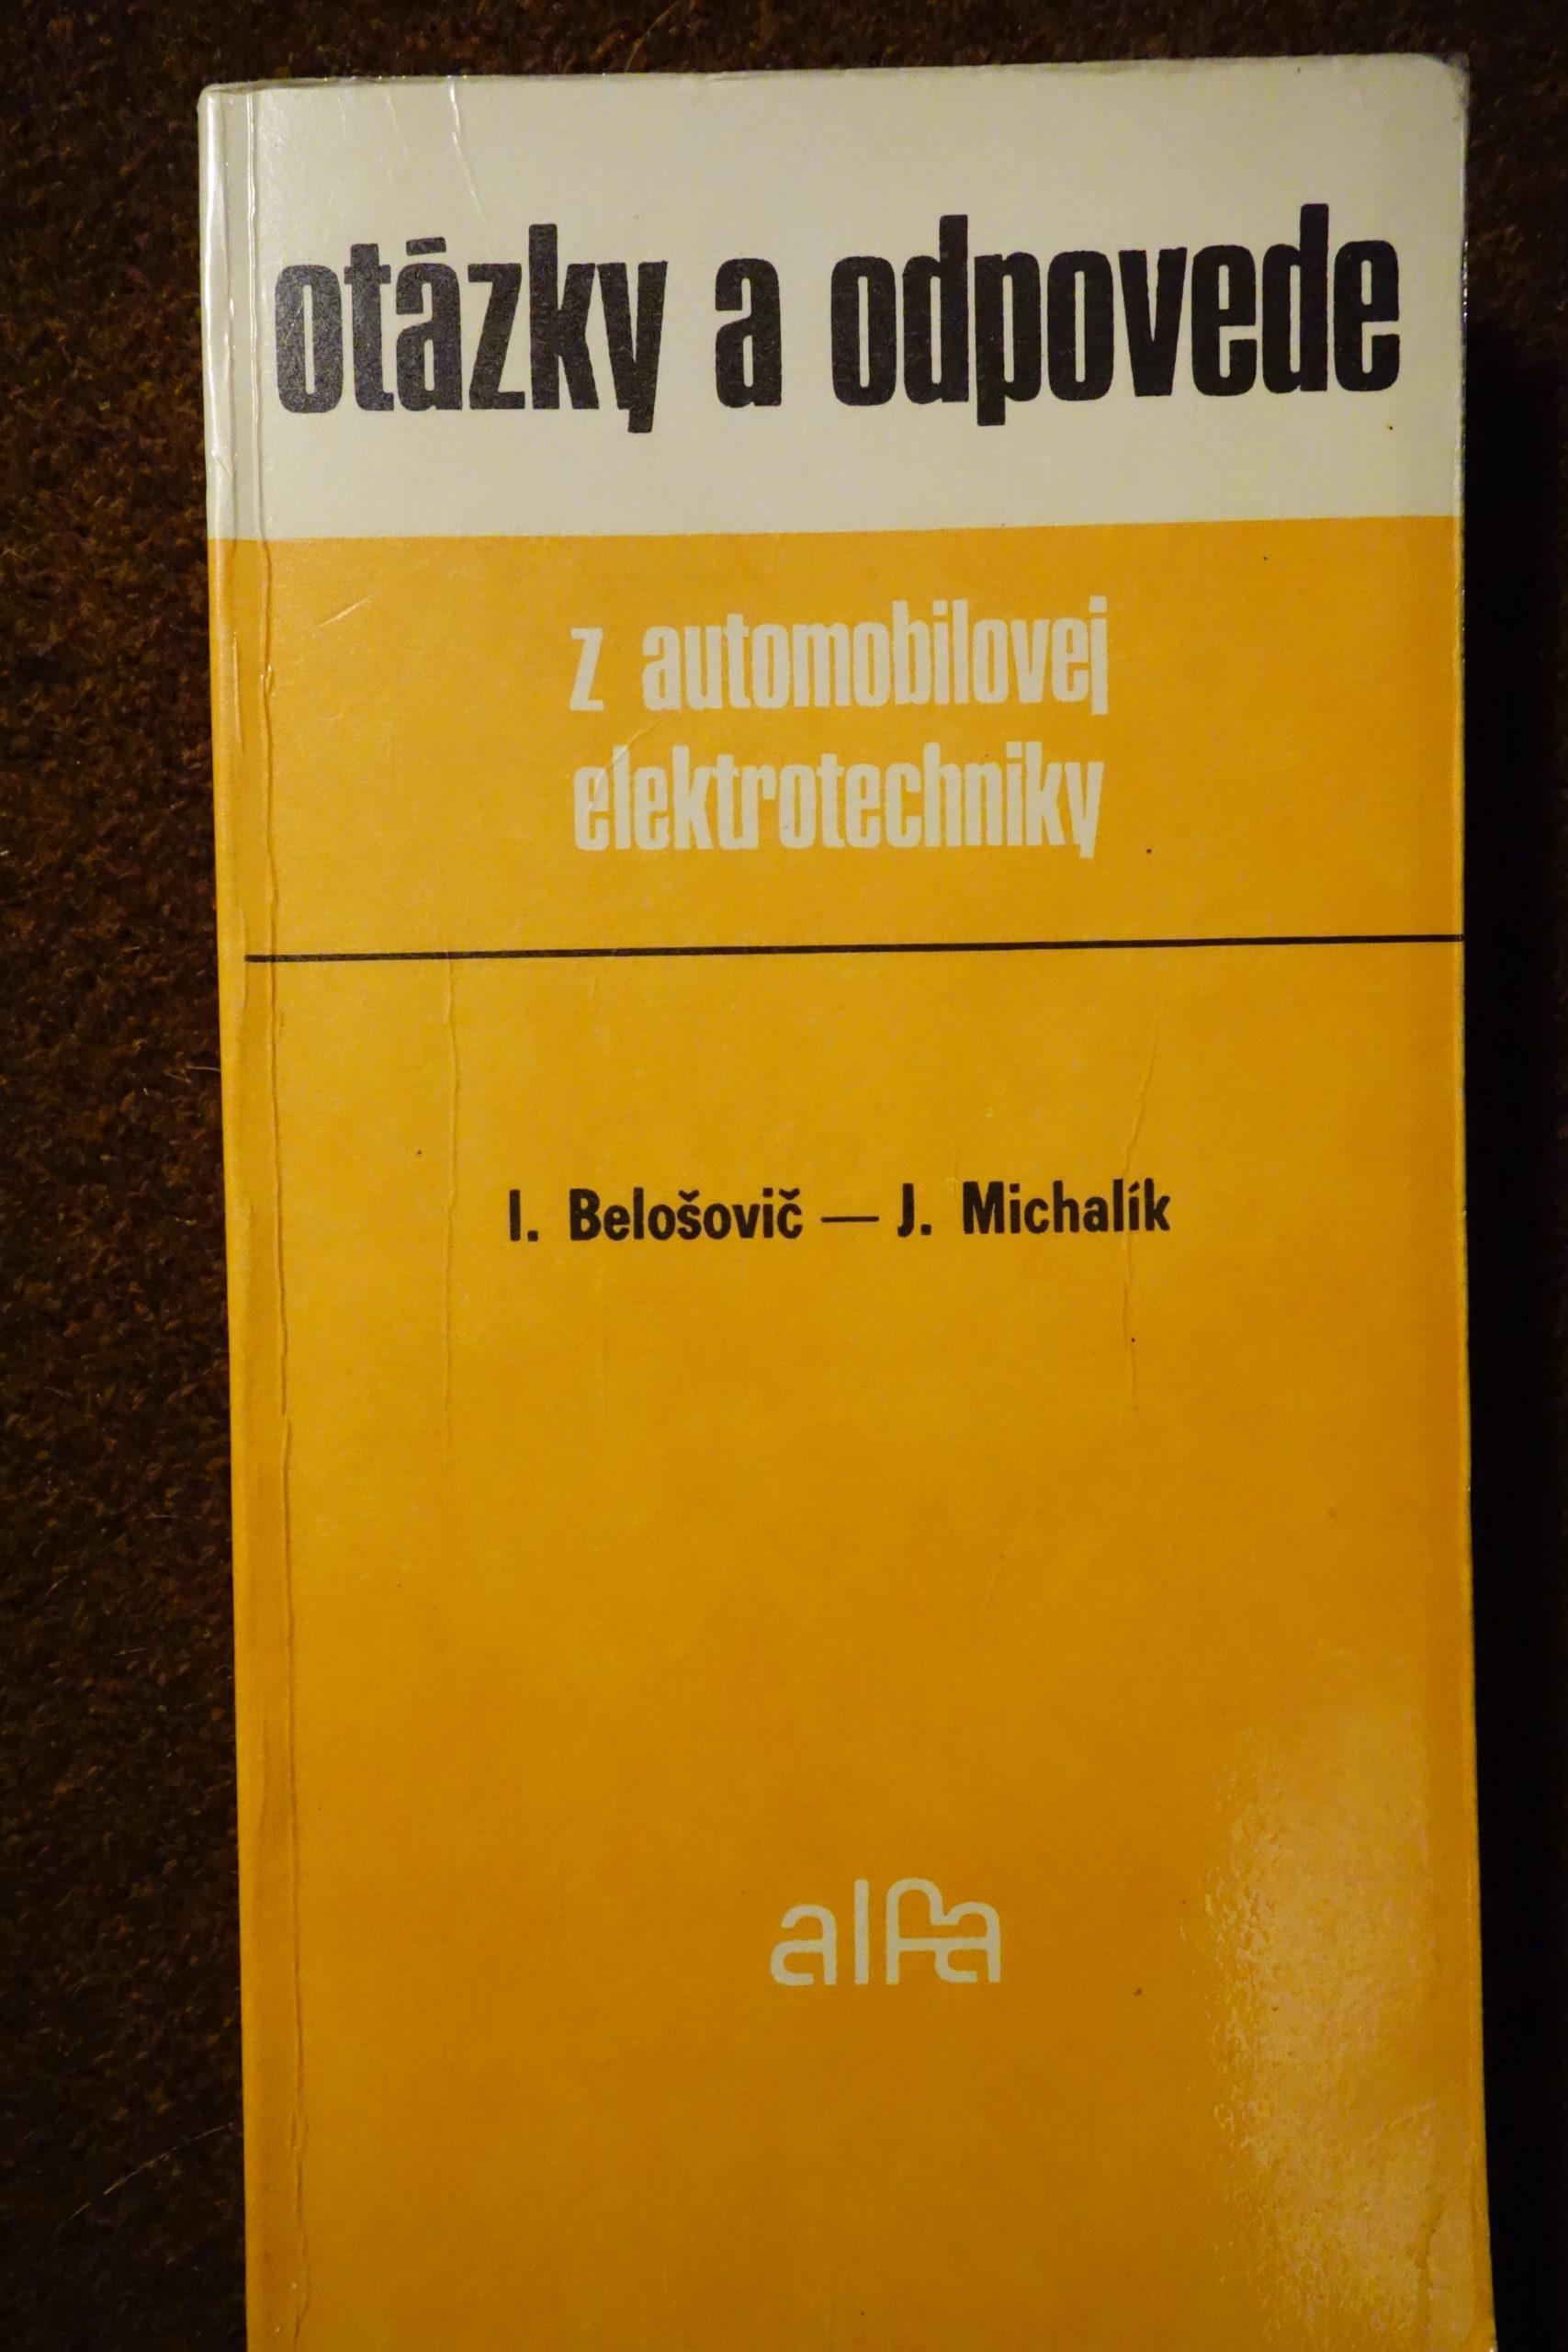 otázky a odpovede
z automobilovej
elektrotechniky
I. Belošovič — J. Michalík
alfa